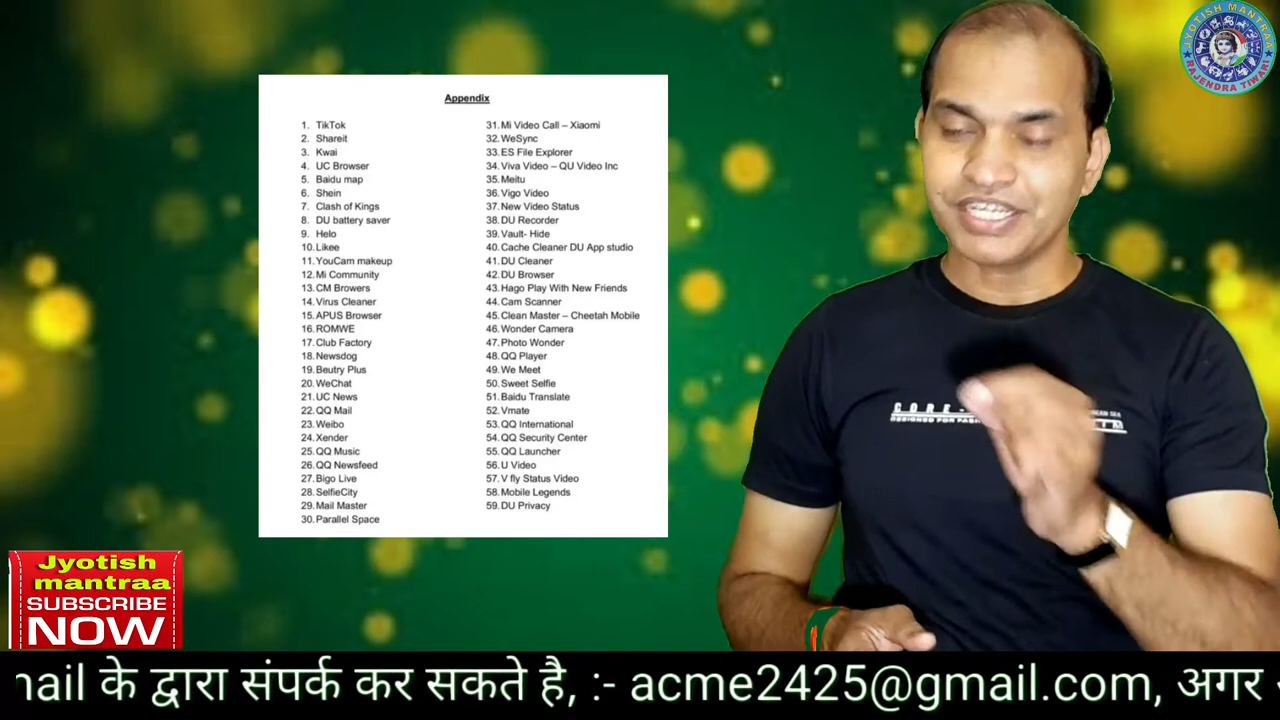 Appendix
1. TikTok
2. Shareit
3. Kwai
4. UC Browser
5. Baidu map
6. Shein
7. Clash of Kings
8. DU battery saver
9. Helo
10. Likee
11. YouCam makeup
12. Mi Community
13. CM Browers
14. Virus Cleaner
15. APUS Browser
16. ROMWE
17. Club Factory
18. Newsdog
19. Beutry Plus
20. WeChat
21. UC News
22. QQ Mail
23. Weibo
24. Xender
25. QQ Music
26. QQ Newsfeed
27. Bigo Live
28. SelfieCity
29. Mail Master
30. Parallel Space
31. Mi Video Call – Xiaomi
32. WeSync
33. ES File Explorer
34. Viva Video – QU Video Inc
35. Meitu
36. Vigo Video
37. New Video Status
38. DU Recorder
39. Vault- Hide
40. Cache Cleaner DU App studio
41. DU Cleaner
42. DU Browser
43. Hago Play With New Friends
44. Cam Scanner
45. Clean Master – Cheetah Mobile
46. Wonder Camera
47. Photo Wonder
48. QQ Player
49. We Meet
50. Sweet Selfie
51. Baidu Translate
52. Vmate
53. QQ International
54. QQ Security Center
55. QQ Launcher
56. U Video
57. V fly Status Video
58. Mobile Legends
59. DU Privacy
JYOTISH MANTRAA
RAJENDRA TIWARI
CORE-
DESIGNED FOR
Jyotish
mantraa
SUBSCRIBE
NOW
के द्वारा संपर्क कर सकते है, :- acme2425@gmail.com, अगर